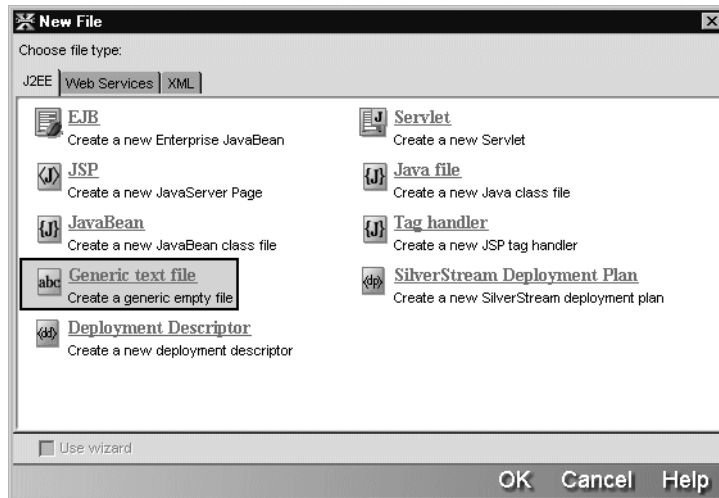 New File
Choose file type:
J2EE Web Services XML
EJB
Create a new Enterprise JavaBean
Servlet
Create a new Servlet
JSP
Create a new JavaServer Page
Java file
Create a new Java class file
JavaBean
Create a new JavaBean class file
Tag handler
Create a new JSP tag handler
abc Generic text file
Create a generic empty file
SilverStream Deployment Plan
Create a new SilverStream deployment plan
Deployment Descriptor
Create a new deployment descriptor
Use wizard
OK Cancel Help